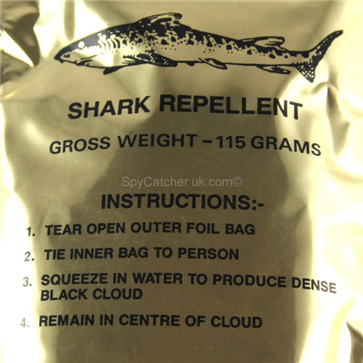 SHARK REPELLENT
GROSS WEIGHT - 115 GRAMS
SpyCatcher.uk.com©
INSTRUCTIONS:-
1. TEAR OPEN OUTER FOIL BAG
2. TIE INNER BAG TO PERSON
3. SQUEEZE IN WATER TO PRODUCE DENSE
BLACK CLOUD
4. REMAIN IN CENTRE OF CLOUD